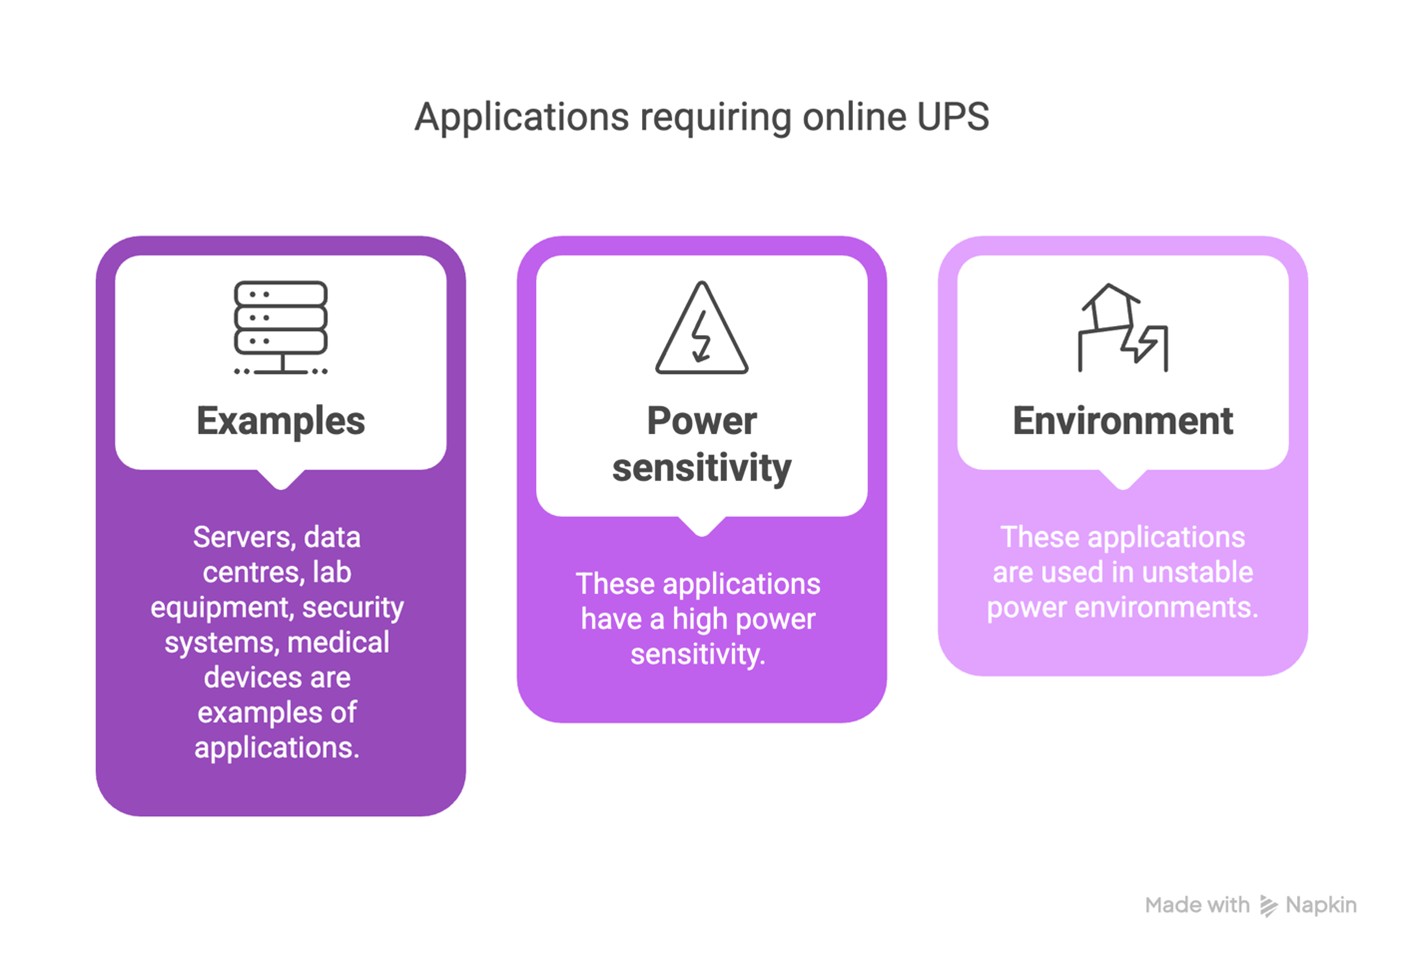 Applications requiring online UPS
Examples
Servers, data
centres, lab
equipment, security
systems, medical
devices are
examples of
applications.
Power
sensitivity
These applications
have a high power
sensitivity.
Environment
These applications
are used in unstable
power environments.
Made with Napkin